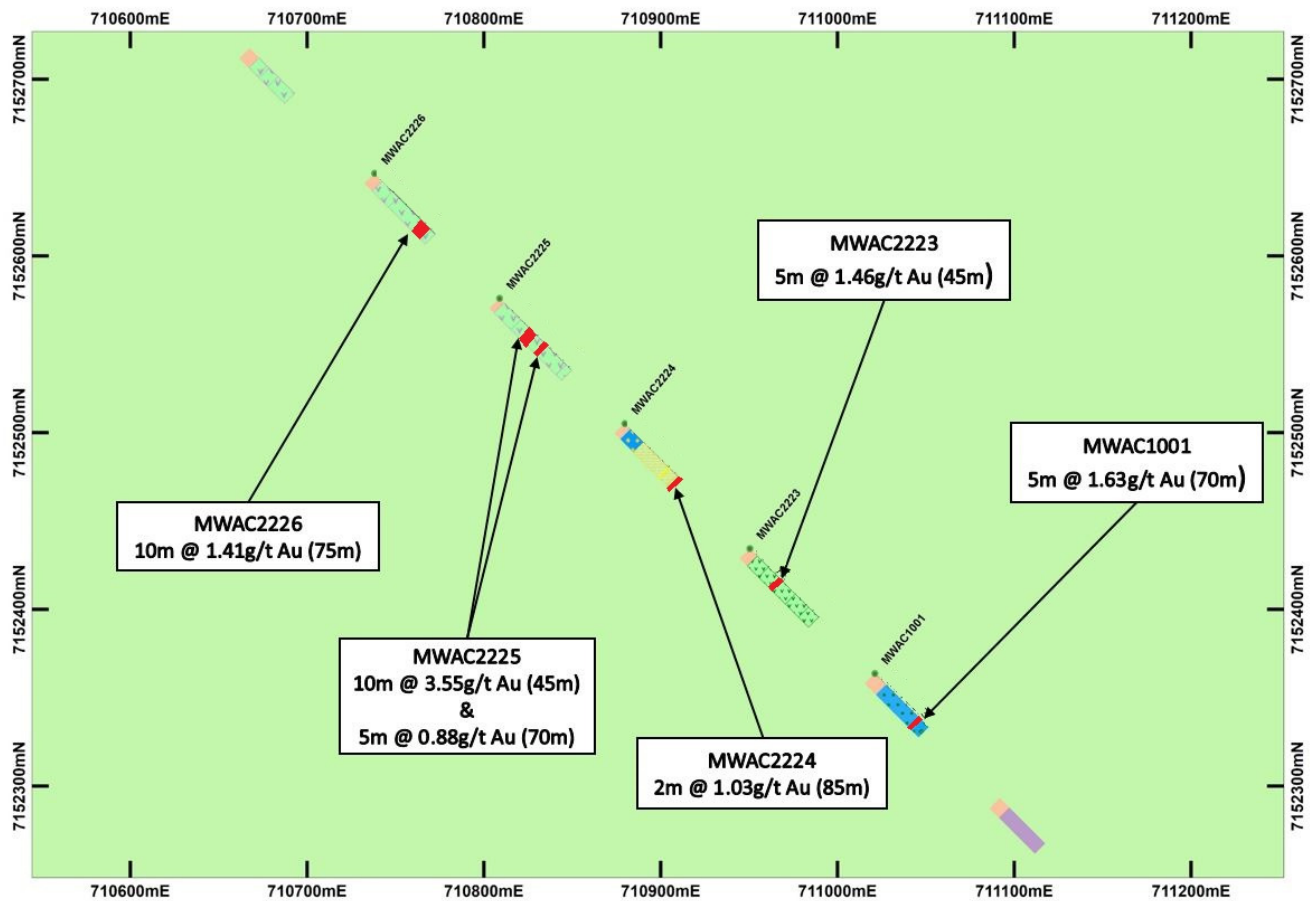 710600mE 710700mE 710800mE 710900mE 711000mE 711100mE 711200mE
7152700mN
7152700mN
MWAC2226
7152600mN
7152600mN
MWAC2225
MWAC2223
5m @ 1.46g/t Au (45m)
MWAC2224
7152500mN
7152500mN
MWAC1001
5m @ 1.63g/t Au (70m)
MWAC2226
10m @ 1.41g/t Au (75m)
MWAC2223
7152400mN
7152400mN
MWAC1001
MWAC2225
10m @ 3.55g/t Au (45m)
&
5m @ 0.88g/t Au (70m)
MWAC2224
2m @ 1.03g/t Au (85m)
7152300mN
7152300mN
710600mE 710700mE 710800mE 710900mE 711000mE 711100mE 711200mE